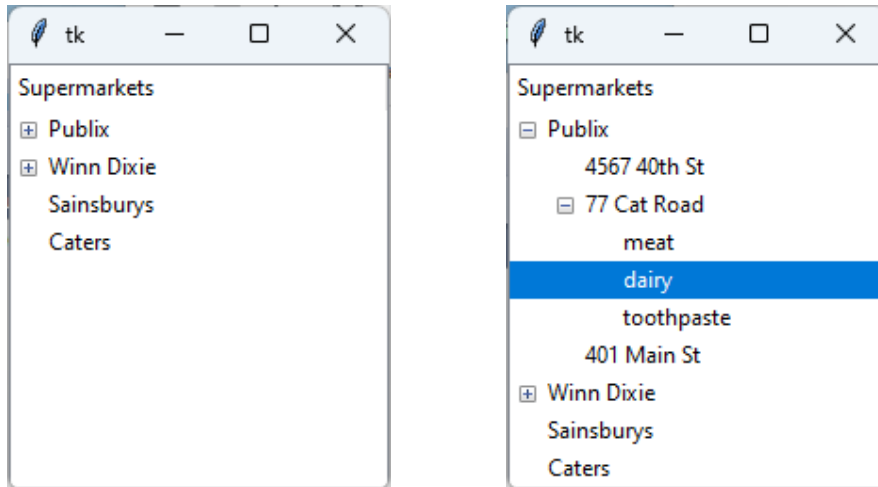 tk
Supermarkets
Publix
Winn Dixie
Sainsburys
Caters
tk
Supermarkets
Publix
4567 40th St
77 Cat Road
meat
dairy
toothpaste
401 Main St
Winn Dixie
Sainsburys
Caters